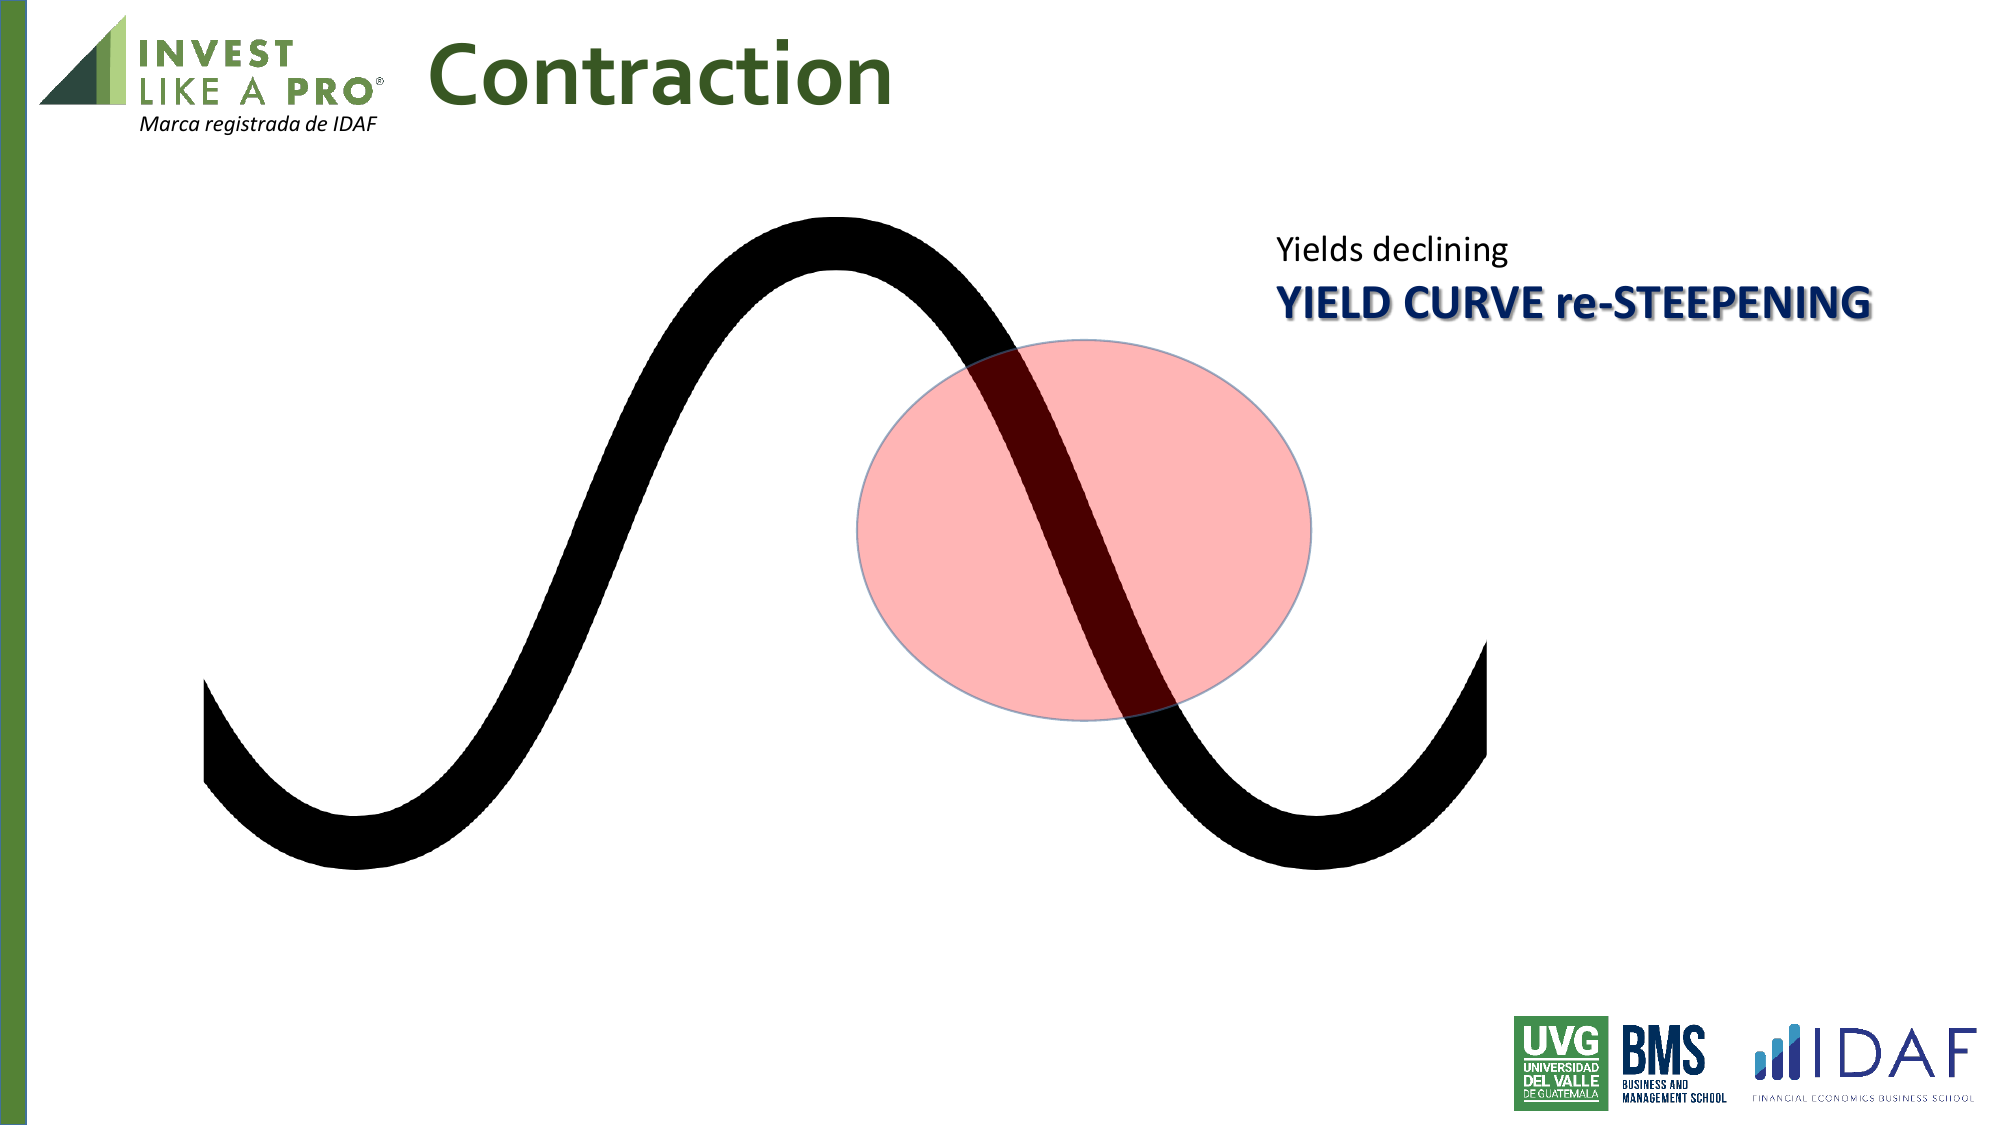 INVEST
LIKE A PRO®
Marca registrada de IDAF
Contraction
Yields declining
YIELD CURVE re-STEEPENING
UVG
UNIVERSIDAD
DEL VALLE
DE GUATEMALA
BMS
BUSINESS AND
MANAGEMENT SCHOOL
IDAF
FINANCIAL ECONOMICS BUSINESS SCHOOL